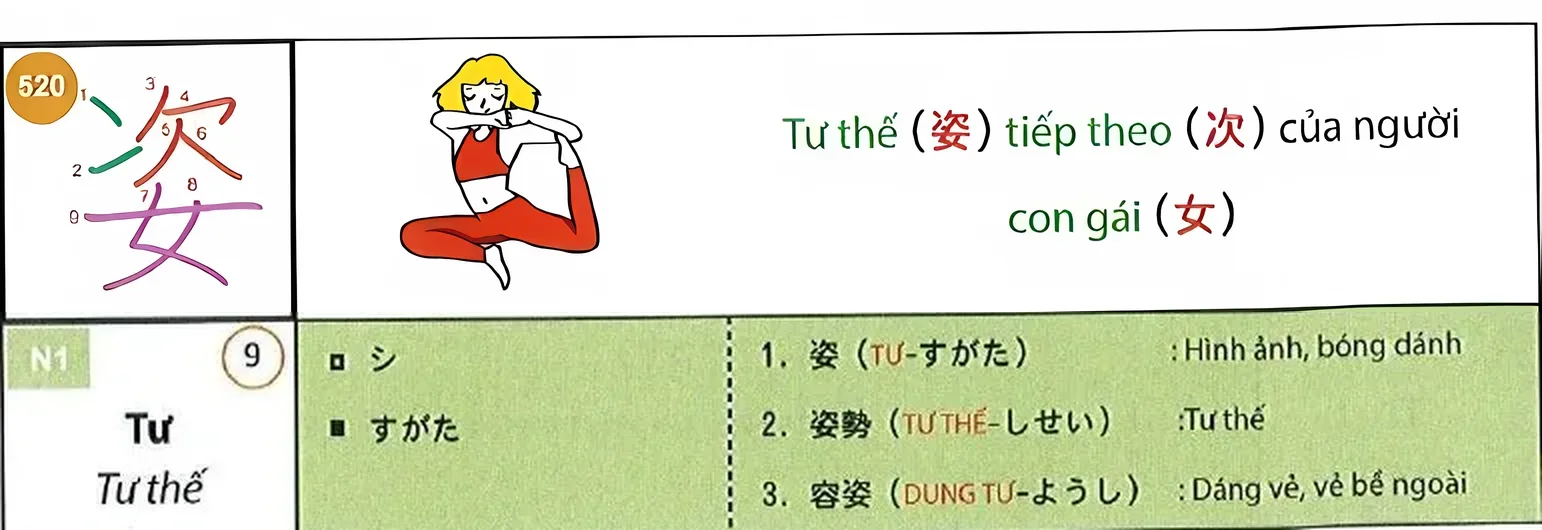 520
1
2
3
4
5
6
7
8
9
姿
Tư thế (姿) tiếp theo (次) của người
con gái (女)
N1
9
Tư
Tư thế
シ
すがた
1. 姿 (TƯ-すがた) : Hình ảnh, bóng dánh
2. 姿勢 (TƯ THẾ-しせい) :Tư thế
3. 容姿 (DUNG TƯ-ようし) : Dáng vẻ, vẻ bề ngoài